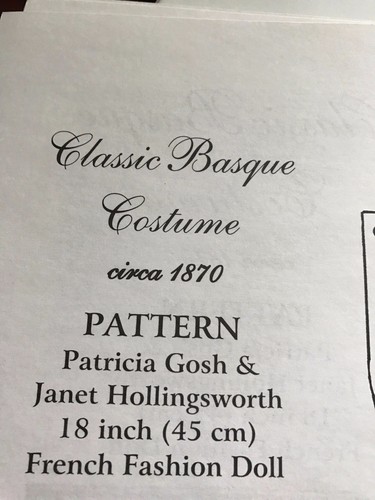 Classic Basque
Costume
circa 1870
PATTERN
Patricia Gosh &
Janet Hollingsworth
18 inch (45 cm)
French Fashion Doll